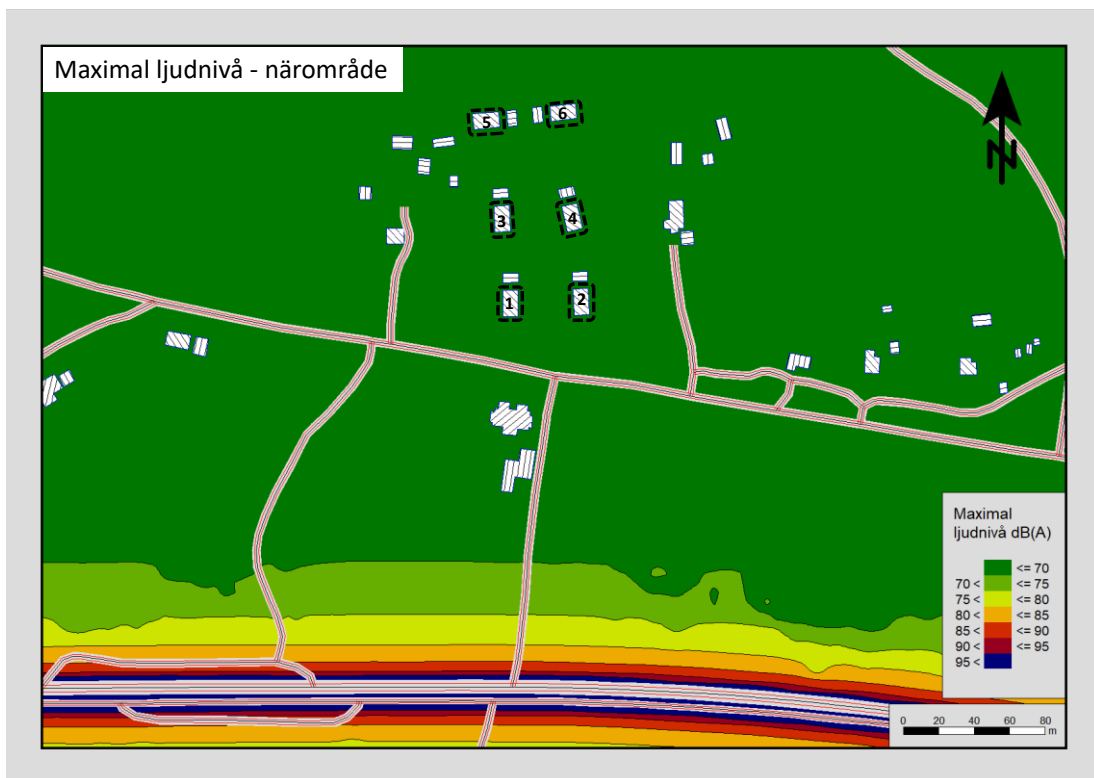 Maximal ljudnivå - närområde
N
5
6
3
4
1
2
Maximal
ljudnivå dB(A)
<= 70
70 < <= 75
75 < <= 80
80 < <= 85
85 < <= 90
90 < <= 95
95 <
0 20 40 60 80
m